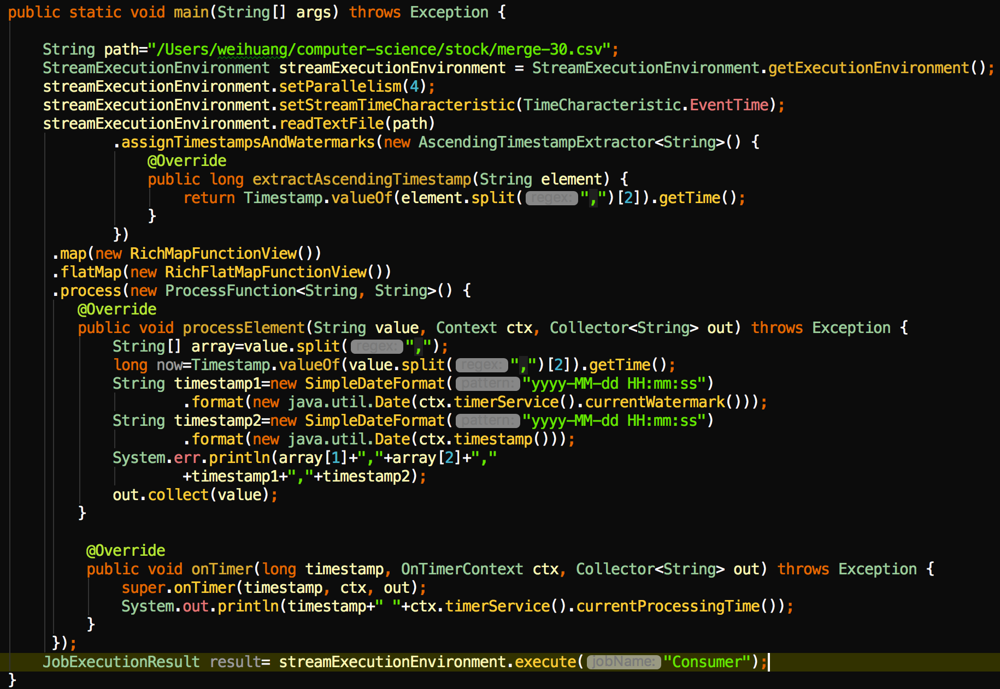 public static void main(String[] args) throws Exception {
String path="/Users/weihuang/computer-science/stock/merge-30.csv";
StreamExecutionEnvironment streamExecutionEnvironment = StreamExecutionEnvironment.getExecutionEnvironment();
streamExecutionEnvironment.setParallelism(4);
streamExecutionEnvironment.setStreamTimeCharacteristic(TimeCharacteristic.EventTime);
streamExecutionEnvironment.readTextFile(path)
.assignTimestampsAndWatermarks(new AscendingTimestampExtractor<String>() {
@Override
public long extractAscendingTimestamp(String element) {
return Timestamp.valueOf(element.split( regex: ",")[2]).getTime();
}
})
.map(new RichMapFunctionView())
.flatMap(new RichFlatMapFunctionView())
.process(new ProcessFunction<String, String>() {
@Override
public void processElement(String value, Context ctx, Collector<String> out) throws Exception {
String[] array=value.split( regex: ",");
long now=Timestamp.valueOf(value.split( regex: ",")[2]).getTime();
String timestamp1=new SimpleDateFormat( pattern: "yyyy-MM-dd HH:mm:ss")
.format(new java.util.Date(ctx.timerService().currentWatermark()));
String timestamp2=new SimpleDateFormat( pattern: "yyyy-MM-dd HH:mm:ss")
.format(new java.util.Date(ctx.timestamp()));
System.err.println(array[1]+","+array[2]+","
+timestamp1+","+timestamp2);
out.collect(value);
}
@Override
public void onTimer(long timestamp, OnTimerContext ctx, Collector<String> out) throws Exception {
super.onTimer(timestamp, ctx, out);
System.out.println(timestamp+" "+ctx.timerService().currentProcessingTime());
}
});
JobExecutionResult result= streamExecutionEnvironment.execute( jobName: "Consumer");
}